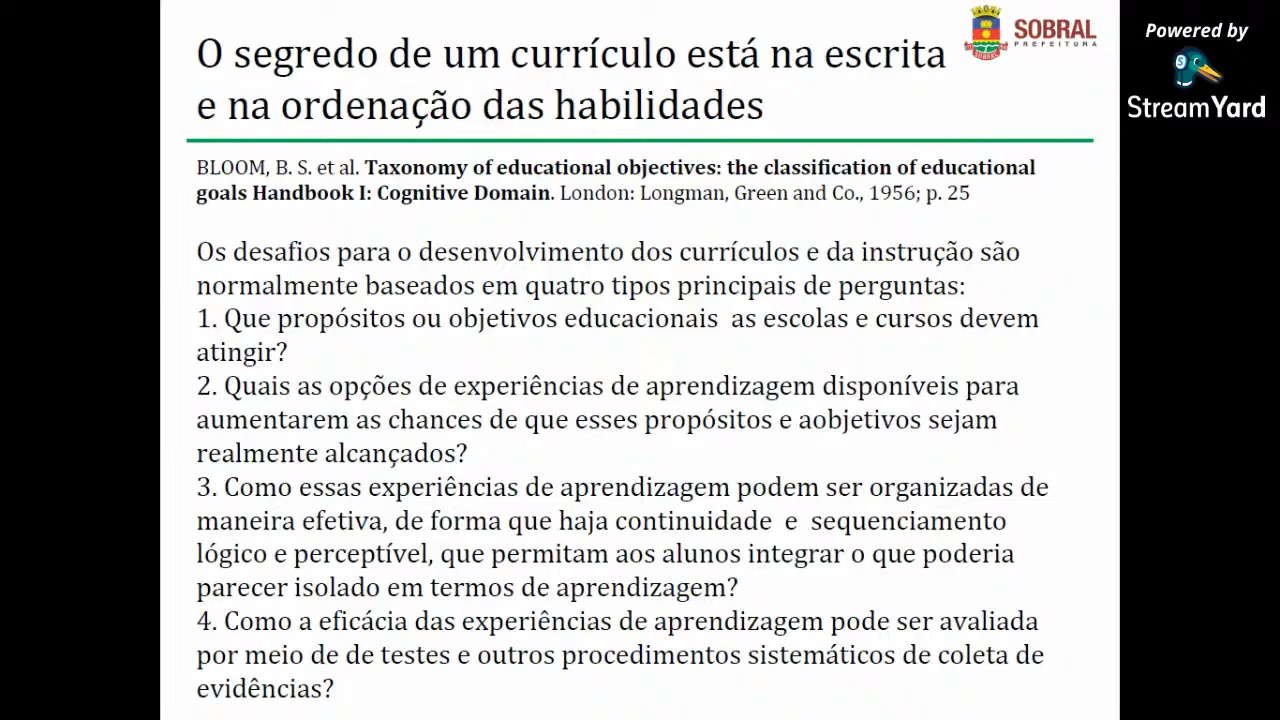 O segredo de um currículo está na escrita
e na ordenação das habilidades
SOBRAL
PREFEITURA
Powered by
StreamYard
BLOOM, B. S. et al. Taxonomy of educational objectives: the classification of educational
goals Handbook I: Cognitive Domain. London: Longman, Green and Co., 1956; p. 25
Os desafios para o desenvolvimento dos currículos e da instrução são
normalmente baseados em quatro tipos principais de perguntas:
1. Que propósitos ou objetivos educacionais as escolas e cursos devem
atingir?
2. Quais as opções de experiências de aprendizagem disponíveis para
aumentarem as chances de que esses propósitos e aobjetivos sejam
realmente alcançados?
3. Como essas experiências de aprendizagem podem ser organizadas de
maneira efetiva, de forma que haja continuidade e sequenciamento
lógico e perceptível, que permitam aos alunos integrar o que poderia
parecer isolado em termos de aprendizagem?
4. Como a eficácia das experiências de aprendizagem pode ser avaliada
por meio de de testes e outros procedimentos sistemáticos de coleta de
evidências?